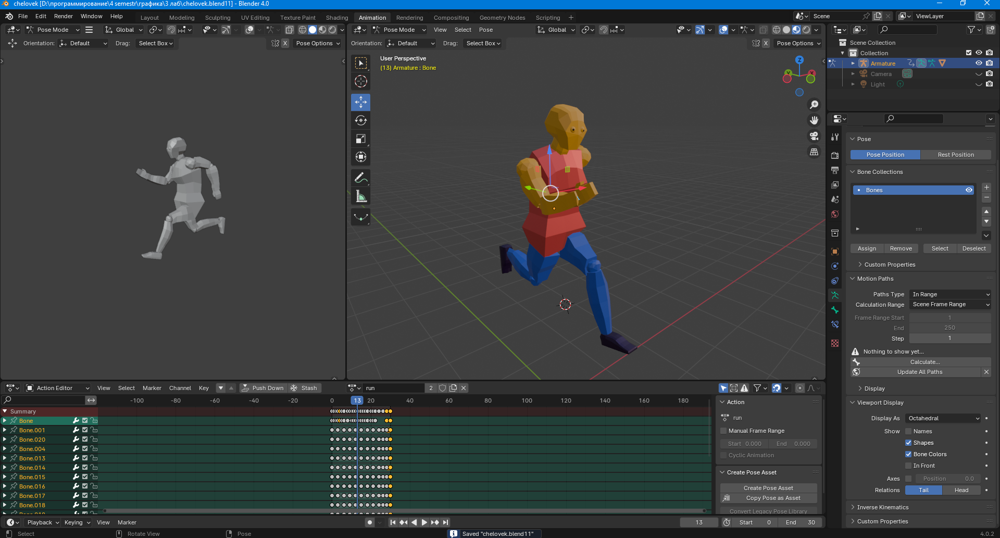 chelovek [D:\программирование\4 semestr\графика\3 лаб\chelovek.blend11] - Blender 4.0
File Edit Render Window Help Layout Modeling Sculpting UV Editing Texture Paint Shading Animation Rendering Compositing Geometry Nodes Scripting + Scene ViewLayer
Pose Mode Global
Pose Mode View Select Pose Global
Orientation: Default Drag: Select Box X Pose Options
Orientation: Default Drag: Select Box X Pose Options
User Perspective
(13) Armature : Bone
Z
Y
X
Scene Collection
Collection
Armature
Camera
Light
Pose
Pose Position Rest Position
Bone Collections
Bones
Assign Remove Select Deselect
Custom Properties
Motion Paths
Paths Type In Range
Calculation Range Scene Frame Range
Frame Range Start 1
End 250
Step 1
Nothing to show yet...
Calculate...
Update All Paths
Display
Viewport Display
Display As Octahedral
Show Names
Shapes
Bone Colors
In Front
Axes Position 0.0
Relations Tail Head
Inverse Kinematics
Custom Properties
Action Editor View Select Marker Channel Key Push Down Stash run 2
-100 -80 -60 -40 -20 0 13 20 40 60 80 100 120 140 160 180
Summary
Bone
Bone.001
Bone.020
Bone.004
Bone.013
Bone.014
Bone.015
Bone.016
Bone.017
Bone.018
Action
run
Manual Frame Range
Start 0.000 End 0.000
Cyclic Animation
Create Pose Asset
Create Pose Asset
Copy Pose as Asset
Convert Legacy Pose Library
Playback Keying View Marker 13 Start 0 End 30
Select Rotate View Pose Saved "chelovek.blend11" 4.0.2